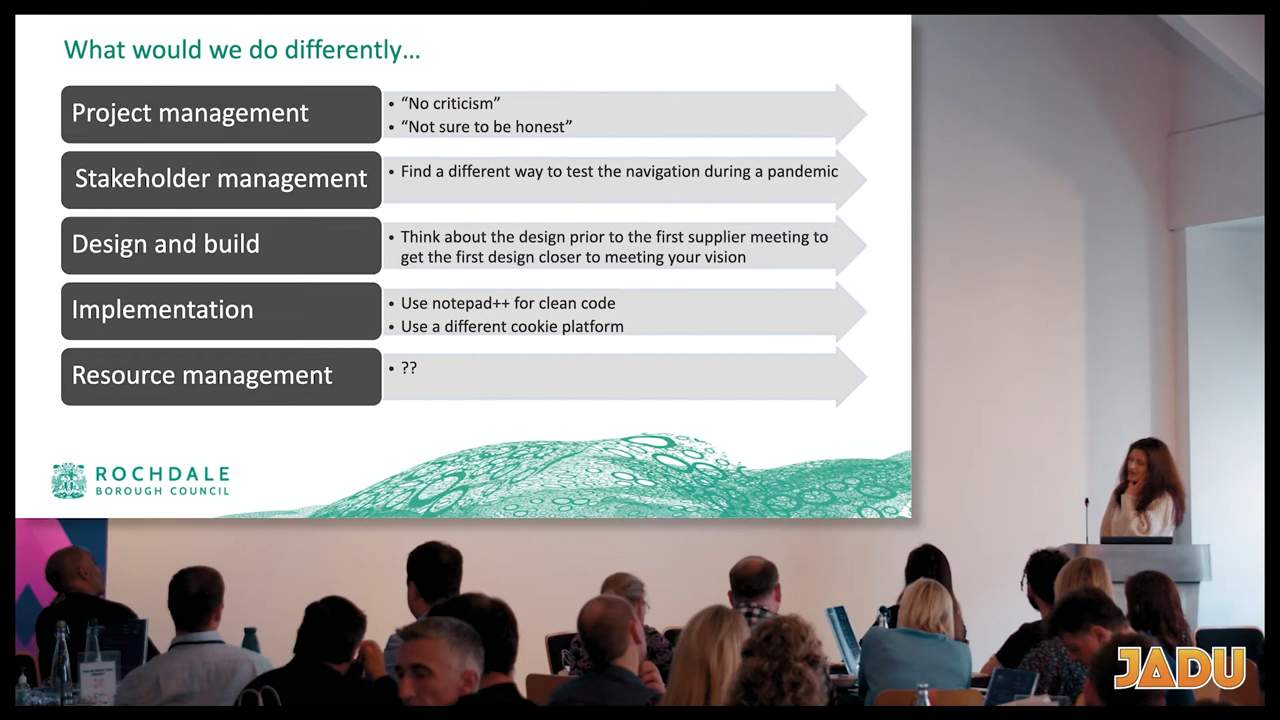 What would we do differently…
Project management
• “No criticism”
• “Not sure to be honest”
Stakeholder management
• Find a different way to test the navigation during a pandemic
Design and build
• Think about the design prior to the first supplier meeting to
get the first design closer to meeting your vision
Implementation
• Use notepad++ for clean code
• Use a different cookie platform
Resource management
• ??
ROCHDALE
BOROUGH COUNCIL
JADU